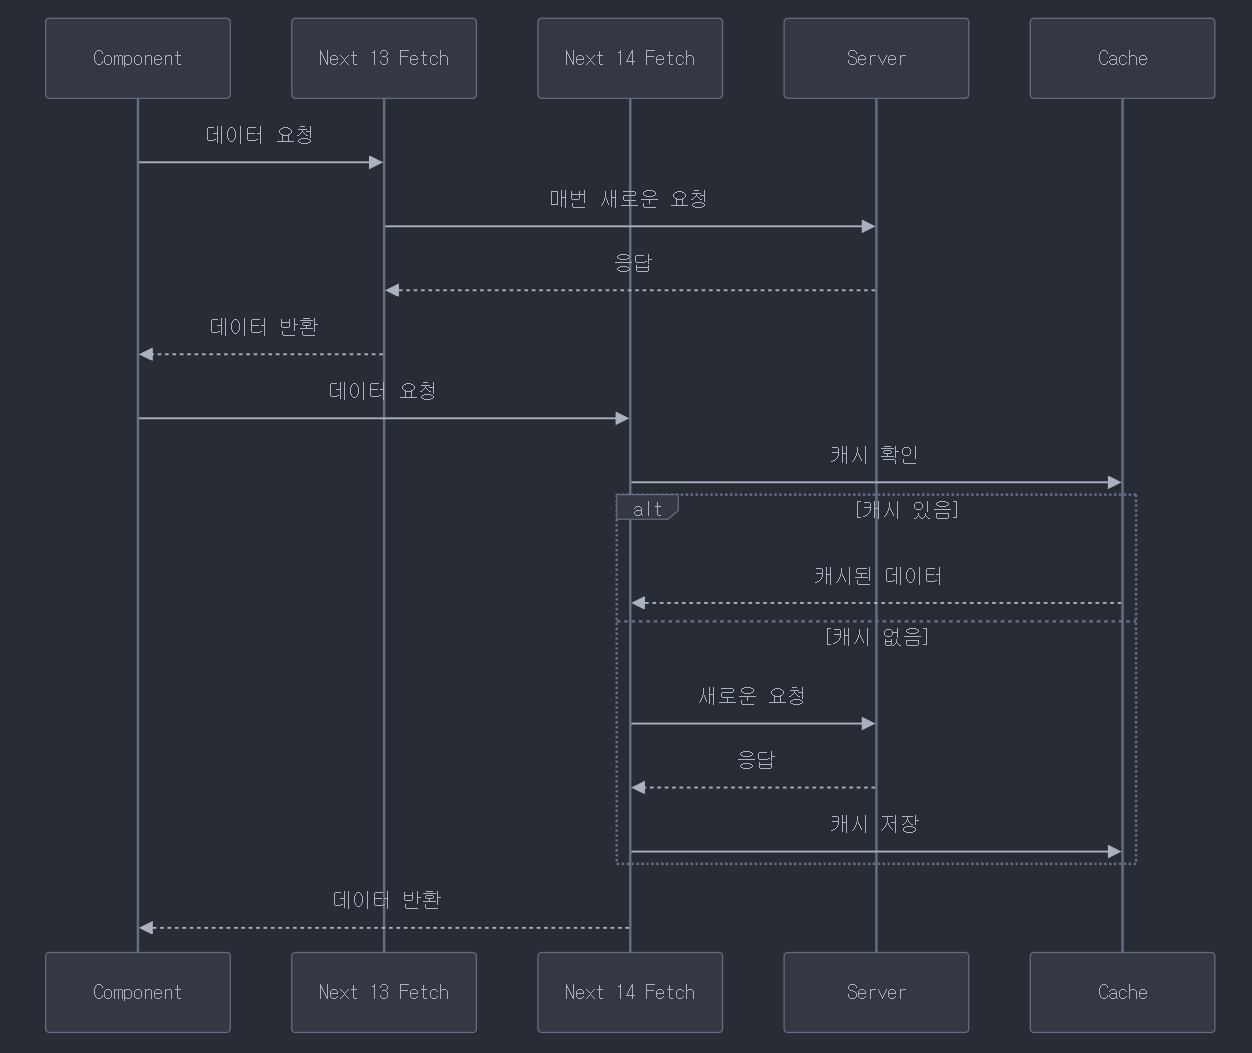 Component
Next 13 Fetch
Next 14 Fetch
Server
Cache
데이터 요청
매번 새로운 요청
응답
데이터 반환
데이터 요청
캐시 확인
alt
[캐시 있음]
캐시된 데이터
[캐시 없음]
새로운 요청
응답
캐시 저장
데이터 반환
Component
Next 13 Fetch
Next 14 Fetch
Server
Cache